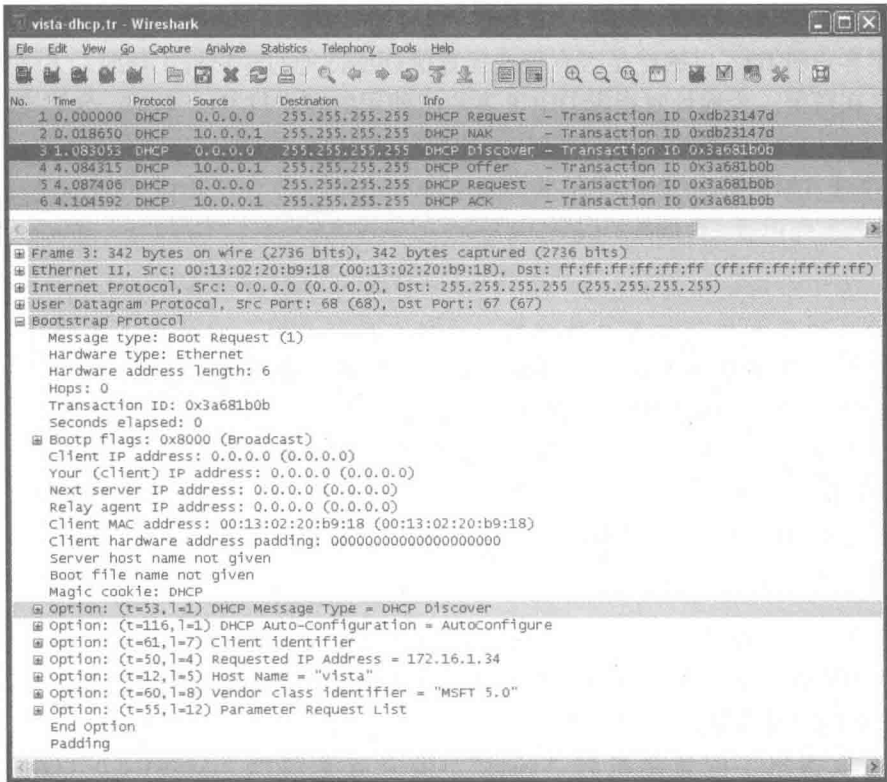 vista-dhcp,tr - Wireshark
File Edit View Go Capture Analyze Statistics Telephony Tools Help
No. Time Protocol Source Destination Info
1 0.000000 DHCP 0.0.0.0 255.255.255.255 DHCP Request - Transaction ID 0xdb23147d
2 0.018650 DHCP 10.0.0.1 255.255.255.255 DHCP NAK - Transaction ID 0xdb23147d
3 1.083053 DHCP 0.0.0.0 255.255.255.255 DHCP Discover - Transaction ID 0x3a681b0b
4 4.084315 DHCP 10.0.0.1 255.255.255.255 DHCP Offer - Transaction ID 0x3a681b0b
5 4.087406 DHCP 0.0.0.0 255.255.255.255 DHCP Request - Transaction ID 0x3a681b0b
6 4.104592 DHCP 10.0.0.1 255.255.255.255 DHCP ACK - Transaction ID 0x3a681b0b
Frame 3: 342 bytes on wire (2736 bits), 342 bytes captured (2736 bits)
Ethernet II, Src: 00:13:02:20:b9:18 (00:13:02:20:b9:18), Dst: ff:ff:ff:ff:ff:ff (ff:ff:ff:ff:ff:ff)
Internet Protocol, Src: 0.0.0.0 (0.0.0.0), Dst: 255.255.255.255 (255.255.255.255)
User Datagram Protocol, Src Port: 68 (68), Dst Port: 67 (67)
Bootstrap Protocol
Message type: Boot Request (1)
Hardware type: Ethernet
Hardware address length: 6
Hops: 0
Transaction ID: 0x3a681b0b
Seconds elapsed: 0
Bootp flags: 0x8000 (Broadcast)
Client IP address: 0.0.0.0 (0.0.0.0)
Your (client) IP address: 0.0.0.0 (0.0.0.0)
Next server IP address: 0.0.0.0 (0.0.0.0)
Relay agent IP address: 0.0.0.0 (0.0.0.0)
Client MAC address: 00:13:02:20:b9:18 (00:13:02:20:b9:18)
Client hardware address padding: 00000000000000000000
Server host name not given
Boot file name not given
Magic cookie: DHCP
Option: (t=53,l=1) DHCP Message Type = DHCP Discover
Option: (t=116,l=1) DHCP Auto-Configuration = AutoConfigure
Option: (t=61,l=7) Client identifier
Option: (t=50,l=4) Requested IP Address = 172.16.1.34
Option: (t=12,l=5) Host Name = "vista"
Option: (t=60,l=8) Vendor class identifier = "MSFT 5.0"
Option: (t=55,l=12) Parameter Request List
End Option
Padding